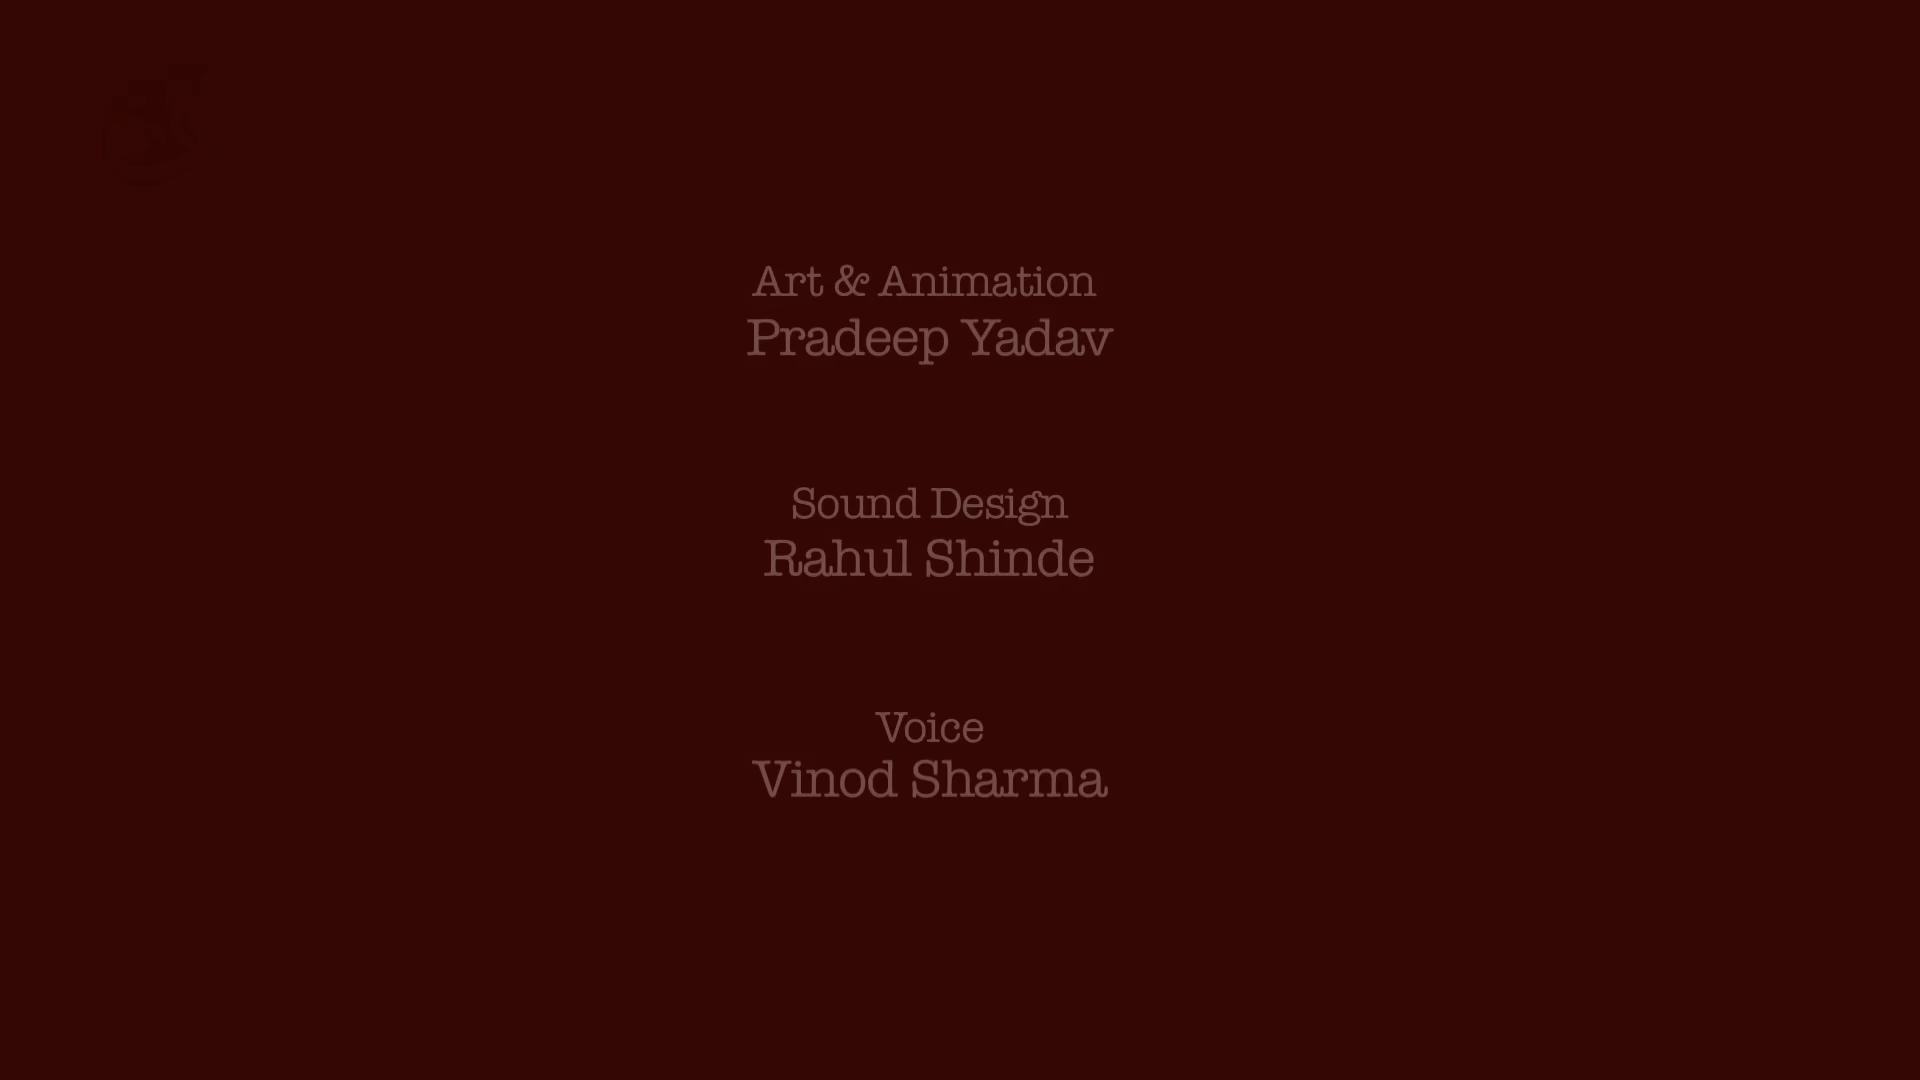 Art & Animation
Pradeep Yadav
Sound Design
Rahul Shinde
Voice
Vinod Sharma